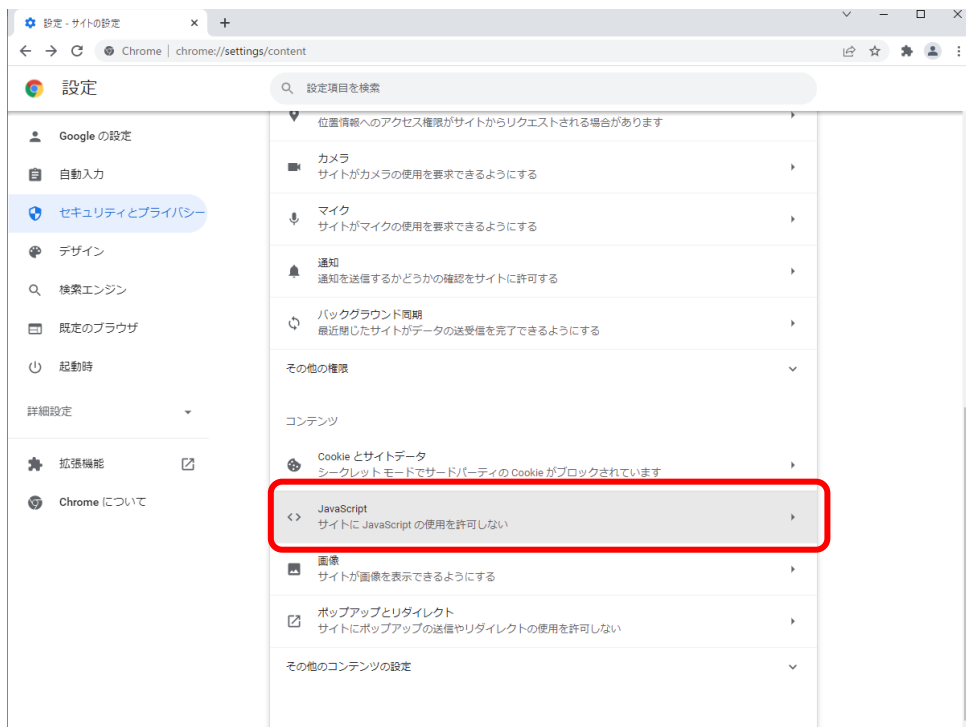 設定 - サイトの設定
Chrome | chrome://settings/content
設定
設定項目を検索
Google の設定
自動入力
セキュリティとプライバシー
デザイン
検索エンジン
既定のブラウザ
起動時
詳細設定
拡張機能
Chrome について
位置情報へのアクセス権限がサイトからリクエストされる場合があります
カメラ
サイトがカメラの使用を要求できるようにする
マイク
サイトがマイクの使用を要求できるようにする
通知
通知を送信するかどうかの確認をサイトに許可する
バックグラウンド同期
最近閉じたサイトがデータの送受信を完了できるようにする
その他の権限
コンテンツ
Cookie とサイトデータ
シークレット モードでサードパーティの Cookie がブロックされています
JavaScript
サイトに JavaScript の使用を許可しない
画像
サイトが画像を表示できるようにする
ポップアップとリダイレクト
サイトにポップアップの送信やリダイレクトの使用を許可しない
その他のコンテンツの設定